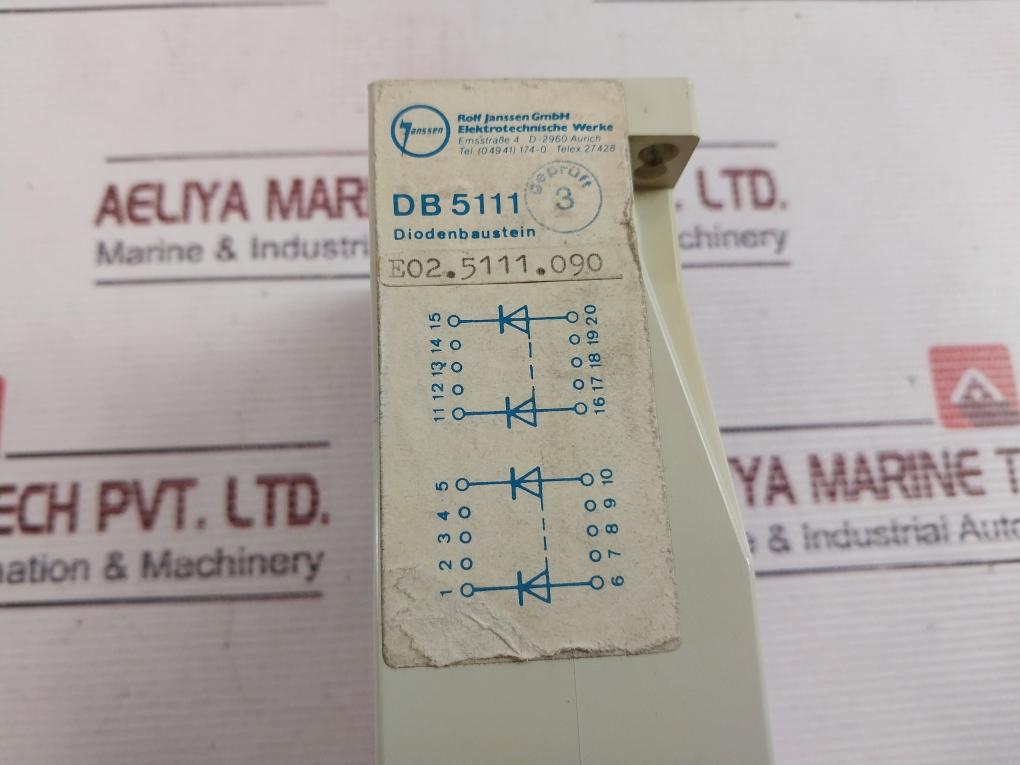 Janssen
Rolf Janssen GmbH
Elektrotechnische Werke
Emsstraße 4 D-2960 Aurich
Tel. (04941) 174-0 Telex 27428
geprüft
3
DB 5111
Diodenbaustein
E02.5111.090
11 12 13 14 15
16 17 18 19 20
1 2 3 4 5
6 7 8 9 10
AELIYA MAR
Marine & Industri
LTD.
chinery
ECH PVT. LTD.
mation & Machinery
YA MARINE T
& Industrial Auto